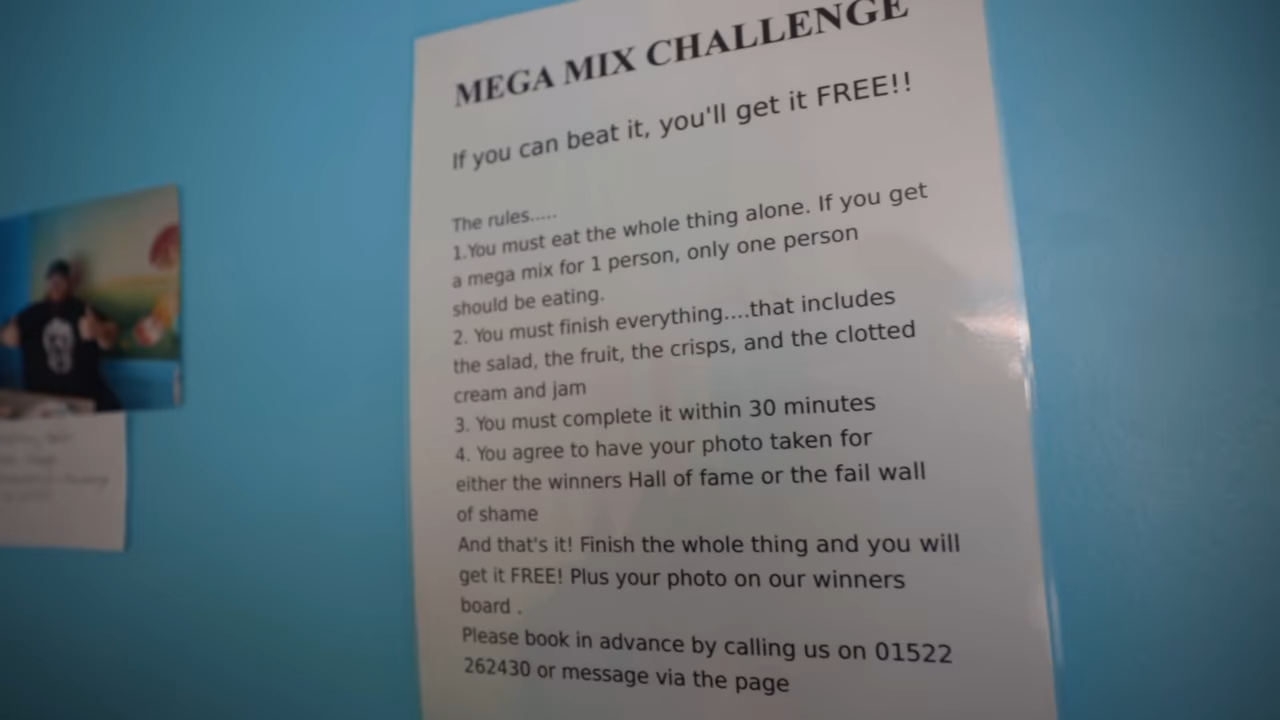 MEGA MIX CHALLENGE
If you can beat it, you'll get it FREE!!
The rules.....
1.You must eat the whole thing alone. If you get
a mega mix for 1 person, only one person
should be eating.
2. You must finish everything....that includes
the salad, the fruit, the crisps, and the clotted
cream and jam
3. You must complete it within 30 minutes
4. You agree to have your photo taken for
either the winners Hall of fame or the fail wall
of shame
And that's it! Finish the whole thing and you will
get it FREE! Plus your photo on our winners
board .
Please book in advance by calling us on 01522
262430 or message via the page